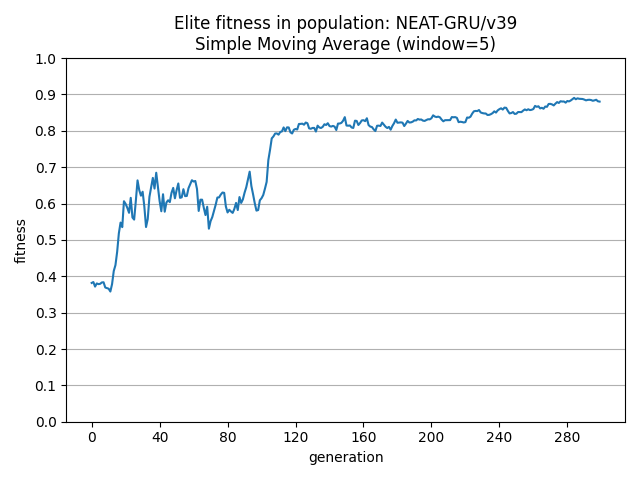 Elite fitness in population: NEAT-GRU/v39
Simple Moving Average (window=5)
1.0
0.9
0.8
0.7
0.6
0.5
0.4
0.3
0.2
0.1
0.0
fitness
0 40 80 120 160 200 240 280
generation